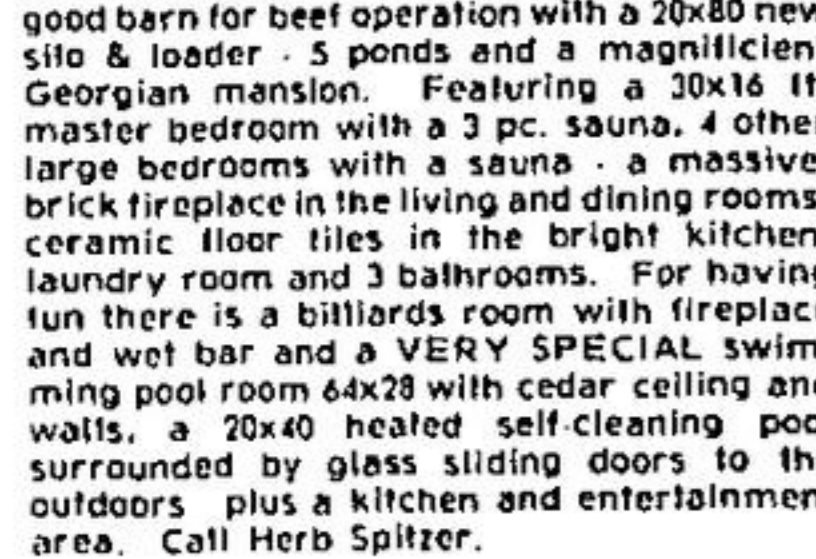 good barn for beef operation with a 20x80 new
silo & loader - 5 ponds and a magnificien
Georgian mansion. Featuring a 30x16 ft
master bedroom with a 3 pc. sauna, 4 other
large bedrooms with a sauna - a massive
brick fireplace in the living and dining rooms
ceramic floor tiles in the bright kitchen
laundry room and 3 bathrooms. For having
fun there is a billiards room with fireplac
and wet bar and a VERY SPECIAL swim
ming pool room 64x28 with cedar ceiling and
walls, a 20x40 heated self-cleaning poo
surrounded by glass sliding doors to th
outdoors plus a kitchen and entertainmen
area. Call Herb Spitzer.